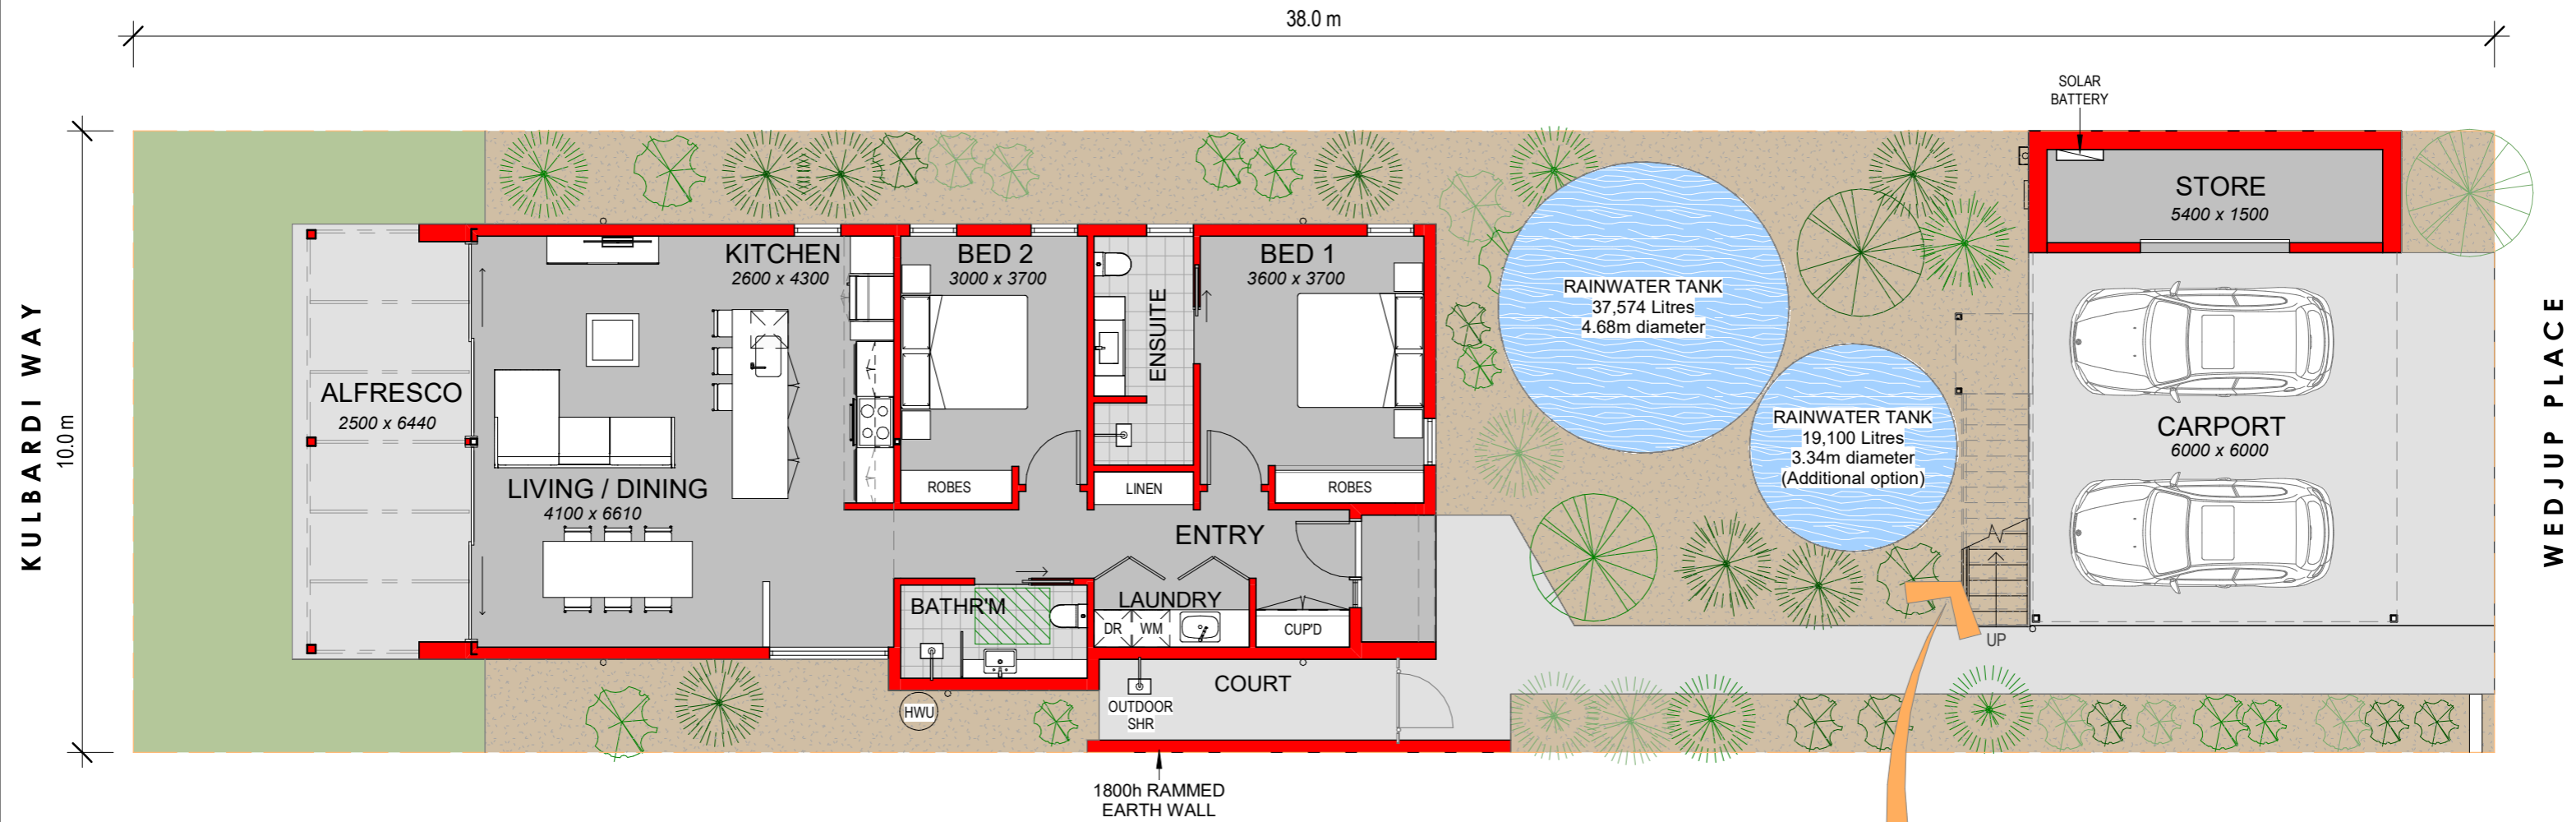 38.0 m
SOLAR
BATTERY
STORE
5400 x 1500
KITCHEN
2600 x 4300
BED 2
3000 x 3700
ENSUITE
BED 1
3600 x 3700
RAINWATER TANK
37,574 Litres
4.68m diameter
KULBARDI WAY
10.0 m
ALFRESCO
2500 x 6440
RAINWATER TANK
19,100 Litres
3.34m diameter
(Additional option)
CARPORT
6000 x 6000
WEDJUP PLACE
LIVING / DINING
4100 x 6610
ROBES
LINEN
ROBES
ENTRY
BATHR'M
LAUNDRY
DR
WM
CUP'D
UP
COURT
HWU
OUTDOOR
SHR
1800h RAMMED
EARTH WALL